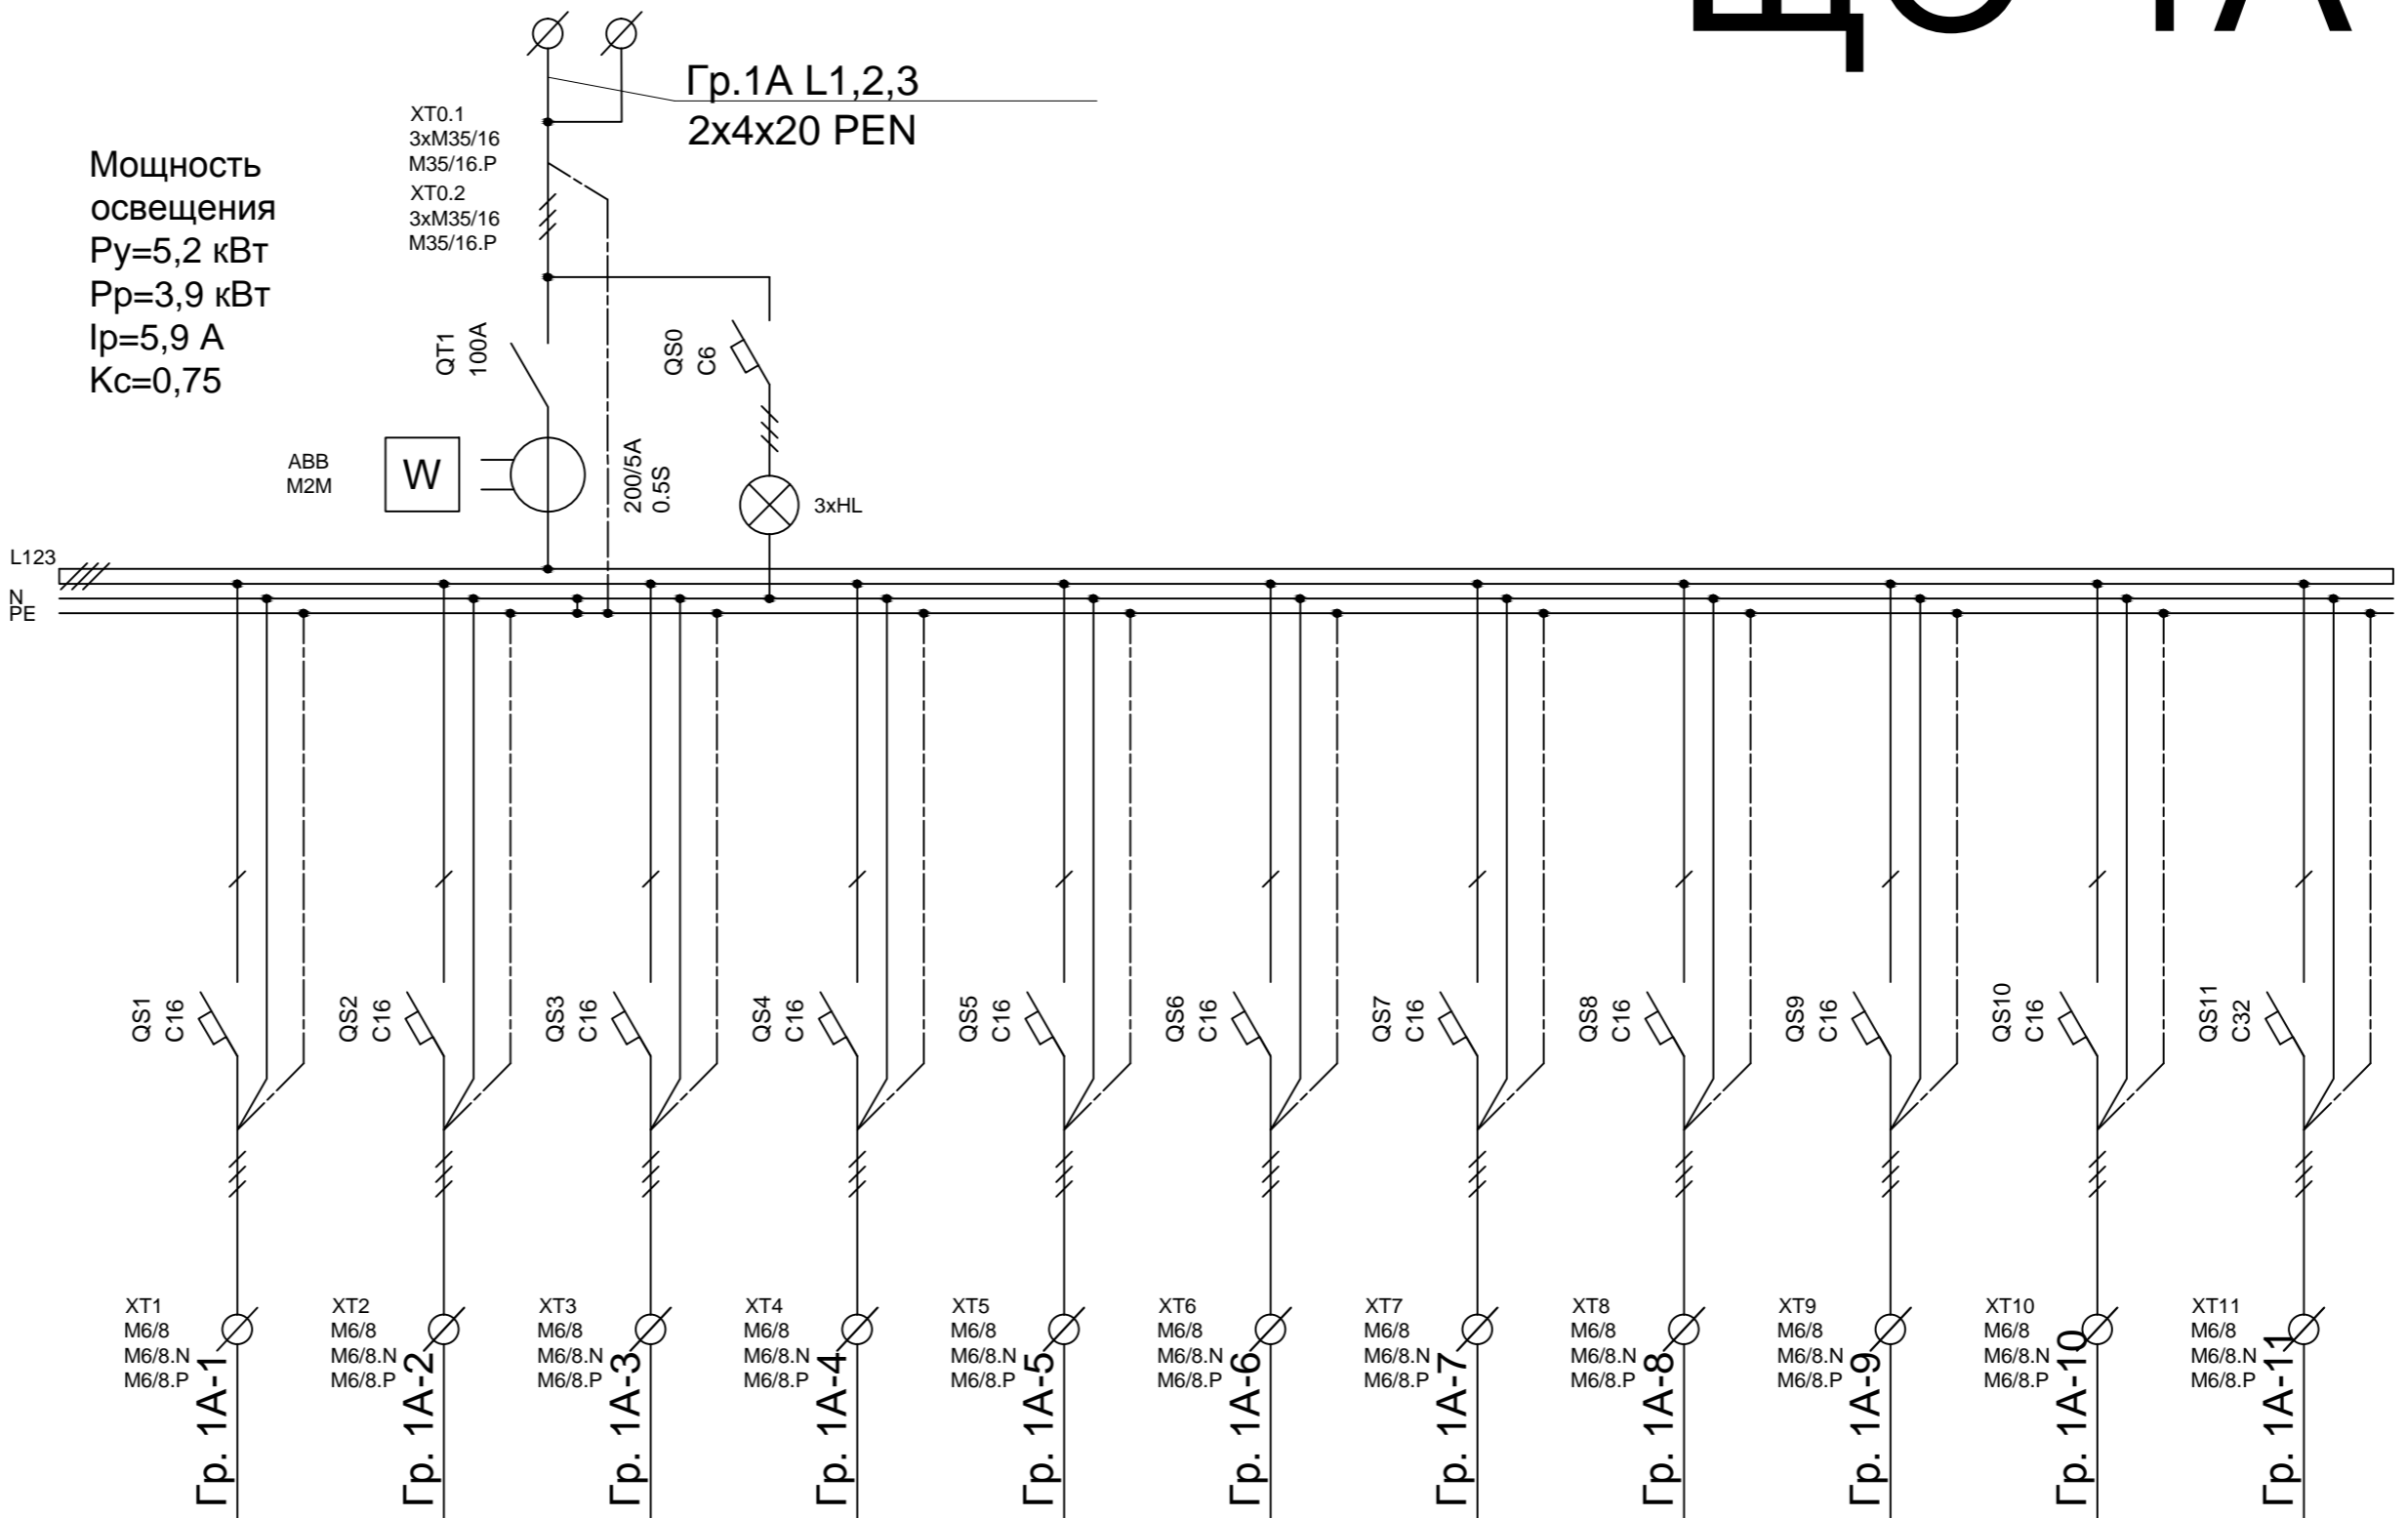 ЩО 1А
Гр.1А L1,2,3
2х4х20 PEN
XT0.1
3xM35/16
M35/16.P
XT0.2
3xM35/16
M35/16.P
Мощность
освещения
Ру=5,2 кВт
Рр=3,9 кВт
Iр=5,9 А
Кс=0,75
QT1
100A
QS0
C6
ABB
M2M
W
200/5A
0.5S
3xHL
L123
N
PE
QS1
C16
QS2
C16
QS3
C16
QS4
C16
QS5
C16
QS6
C16
QS7
C16
QS8
C16
QS9
C16
QS10
C16
QS11
C32
XT1
M6/8
M6/8.N
M6/8.P
Гр. 1А-1
XT2
M6/8
M6/8.N
M6/8.P
Гр. 1А-2
XT3
M6/8
M6/8.N
M6/8.P
Гр. 1А-3
XT4
M6/8
M6/8.N
M6/8.P
Гр. 1А-4
XT5
M6/8
M6/8.N
M6/8.P
Гр. 1А-5
XT6
M6/8
M6/8.N
M6/8.P
Гр. 1А-6
XT7
M6/8
M6/8.N
M6/8.P
Гр. 1А-7
XT8
M6/8
M6/8.N
M6/8.P
Гр. 1А-8
XT9
M6/8
M6/8.N
M6/8.P
Гр. 1А-9
XT10
M6/8
M6/8.N
M6/8.P
Гр. 1А-10
XT11
M6/8
M6/8.N
M6/8.P
Гр. 1А-11